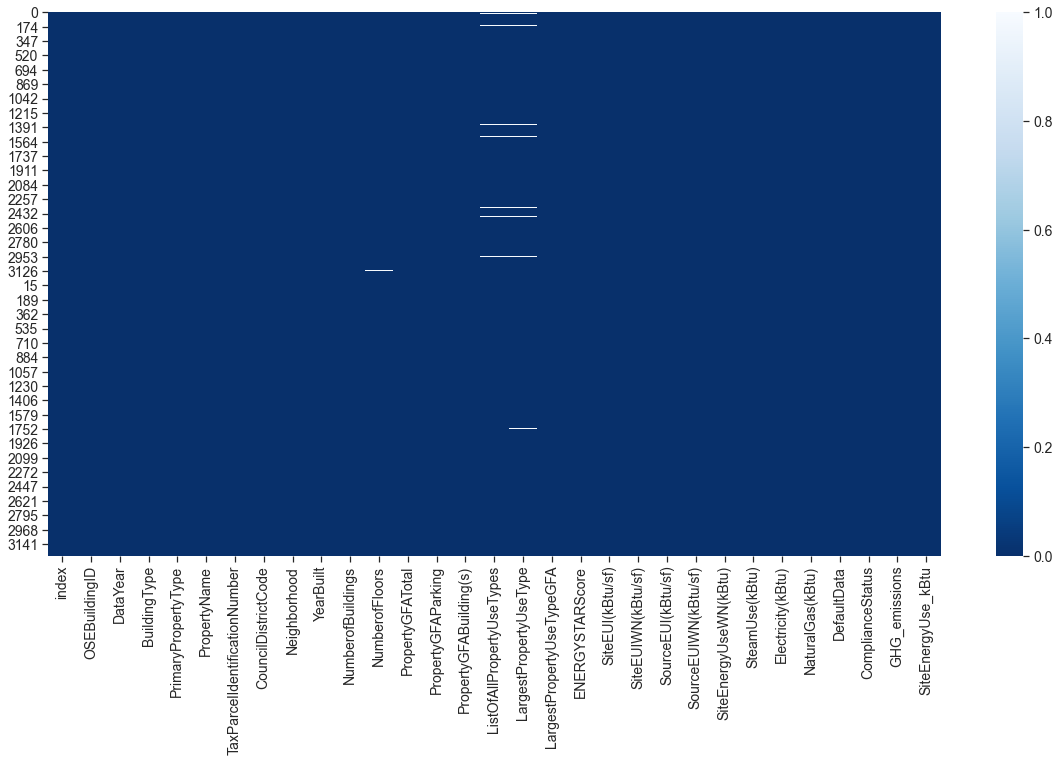 0
174
347
520
694
869
1042
1215
1391
1564
1737
1911
2084
2257
2432
2606
2780
2953
3126
15
189
362
535
710
884
1057
1230
1406
1579
1752
1926
2099
2272
2447
2621
2795
2968
3141
index
OSEBuildingID
DataYear
BuildingType
PrimaryPropertyType
PropertyName
TaxParcelIdentificationNumber
CouncilDistrictCode
Neighborhood
YearBuilt
NumberofBuildings
NumberofFloors
PropertyGFATotal
PropertyGFAParking
PropertyGFABuilding(s)
ListOfAllPropertyUseTypes
LargestPropertyUseType
LargestPropertyUseTypeGFA
ENERGYSTARScore
SiteEUI(kBtu/sf)
SiteEUIWN(kBtu/sf)
SourceEUI(kBtu/sf)
SourceEUIWN(kBtu/sf)
SiteEnergyUseWN(kBtu)
SteamUse(kBtu)
Electricity(kBtu)
NaturalGas(kBtu)
DefaultData
ComplianceStatus
GHG_emissions
SiteEnergyUse_kBtu
1.0
0.8
0.6
0.4
0.2
0.0